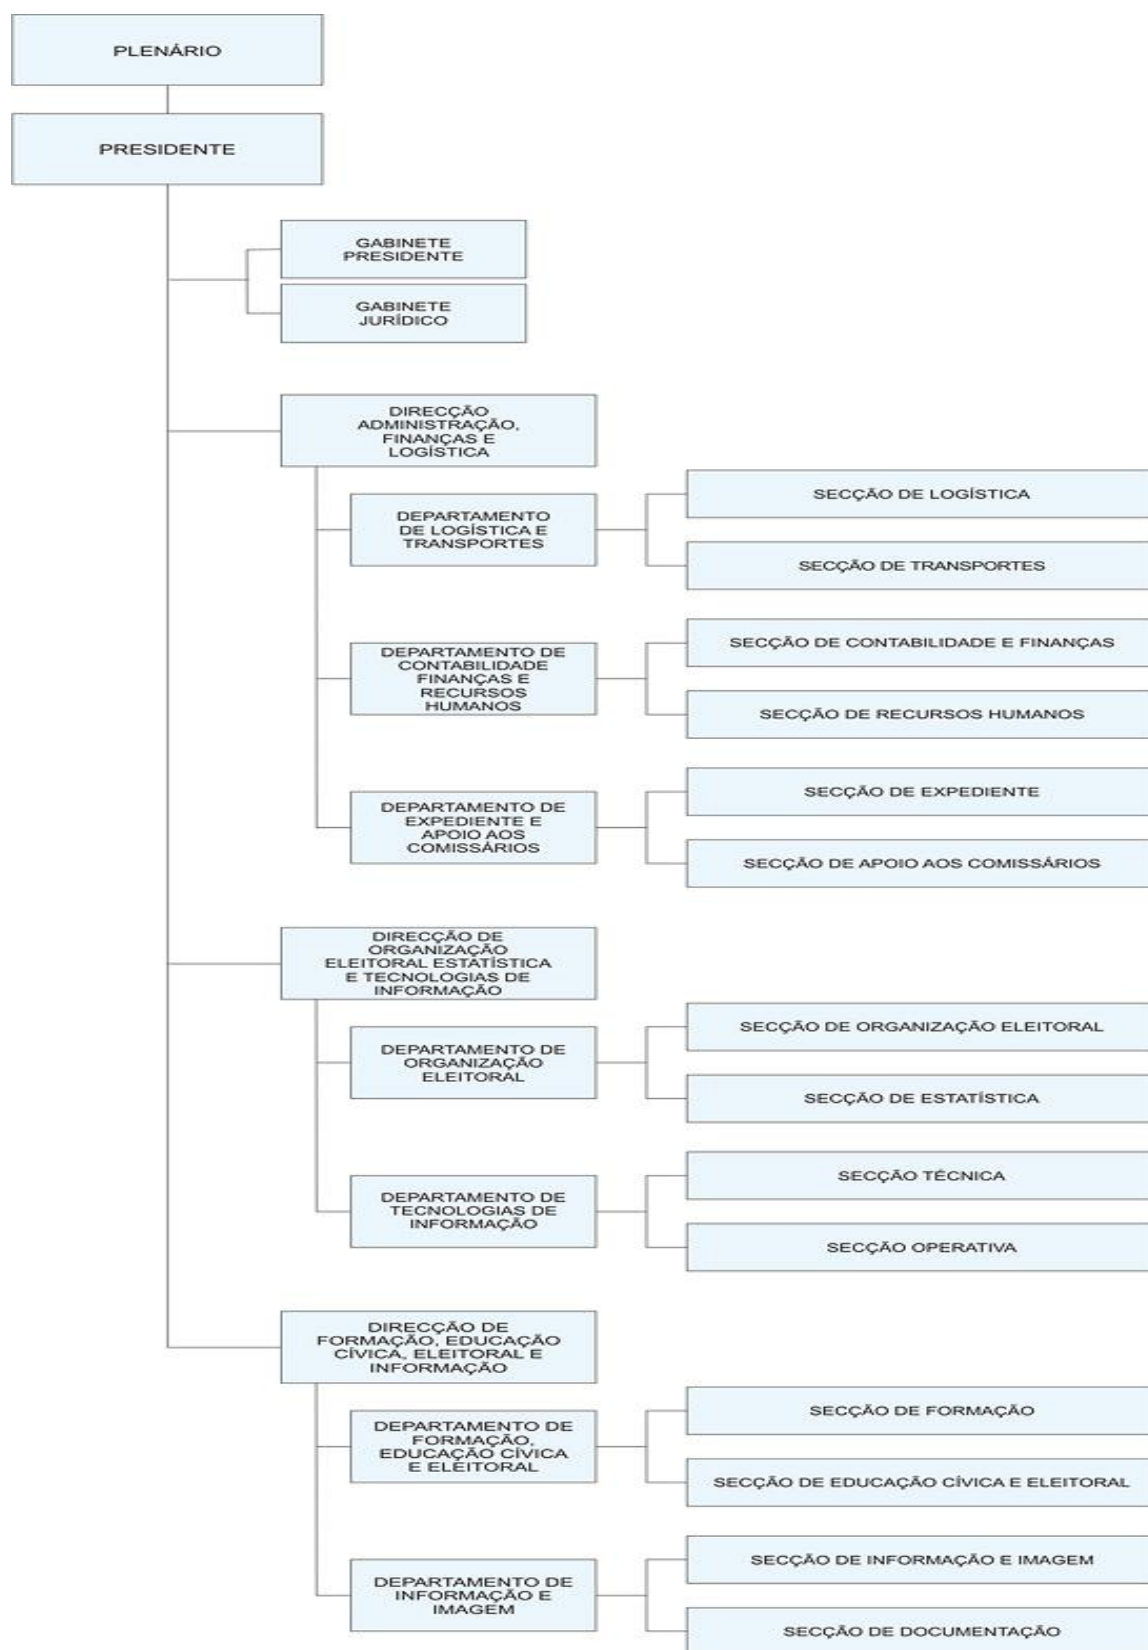 PLENÁRIO
PRESIDENTE
GABINETE
PRESIDENTE
GABINETE
JURÍDICO
DIRECÇÃO
ADMINISTRAÇÃO,
FINANÇAS E
LOGÍSTICA
DEPARTAMENTO
DE LOGÍSTICA E
TRANSPORTES
SECÇÃO DE LOGÍSTICA
SECÇÃO DE TRANSPORTES
DEPARTAMENTO DE
CONTABILIDADE
FINANÇAS E
RECURSOS
HUMANOS
SECÇÃO DE CONTABILIDADE E FINANÇAS
SECÇÃO DE RECURSOS HUMANOS
DEPARTAMENTO DE
EXPEDIENTE E
APOIO AOS
COMISSÁRIOS
SECÇÃO DE EXPEDIENTE
SECÇÃO DE APOIO AOS COMISSÁRIOS
DIRECÇÃO DE
ORGANIZAÇÃO
ELEITORAL ESTATÍSTICA
E TECNOLOGIAS DE
INFORMAÇÃO
DEPARTAMENTO DE
ORGANIZAÇÃO
ELEITORAL
SECÇÃO DE ORGANIZAÇÃO ELEITORAL
SECÇÃO DE ESTATÍSTICA
DEPARTAMENTO DE
TECNOLOGIAS DE
INFORMAÇÃO
SECÇÃO TÉCNICA
SECÇÃO OPERATIVA
DIRECÇÃO DE
FORMAÇÃO, EDUCAÇÃO
CÍVICA, ELEITORAL E
INFORMAÇÃO
DEPARTAMENTO DE
FORMAÇÃO,
EDUCAÇÃO CÍVICA
E ELEITORAL
SECÇÃO DE FORMAÇÃO
SECÇÃO DE EDUCAÇÃO CÍVICA E ELEITORAL
DEPARTAMENTO DE
INFORMAÇÃO E
IMAGEM
SECÇÃO DE INFORMAÇÃO E IMAGEM
SECÇÃO DE DOCUMENTAÇÃO